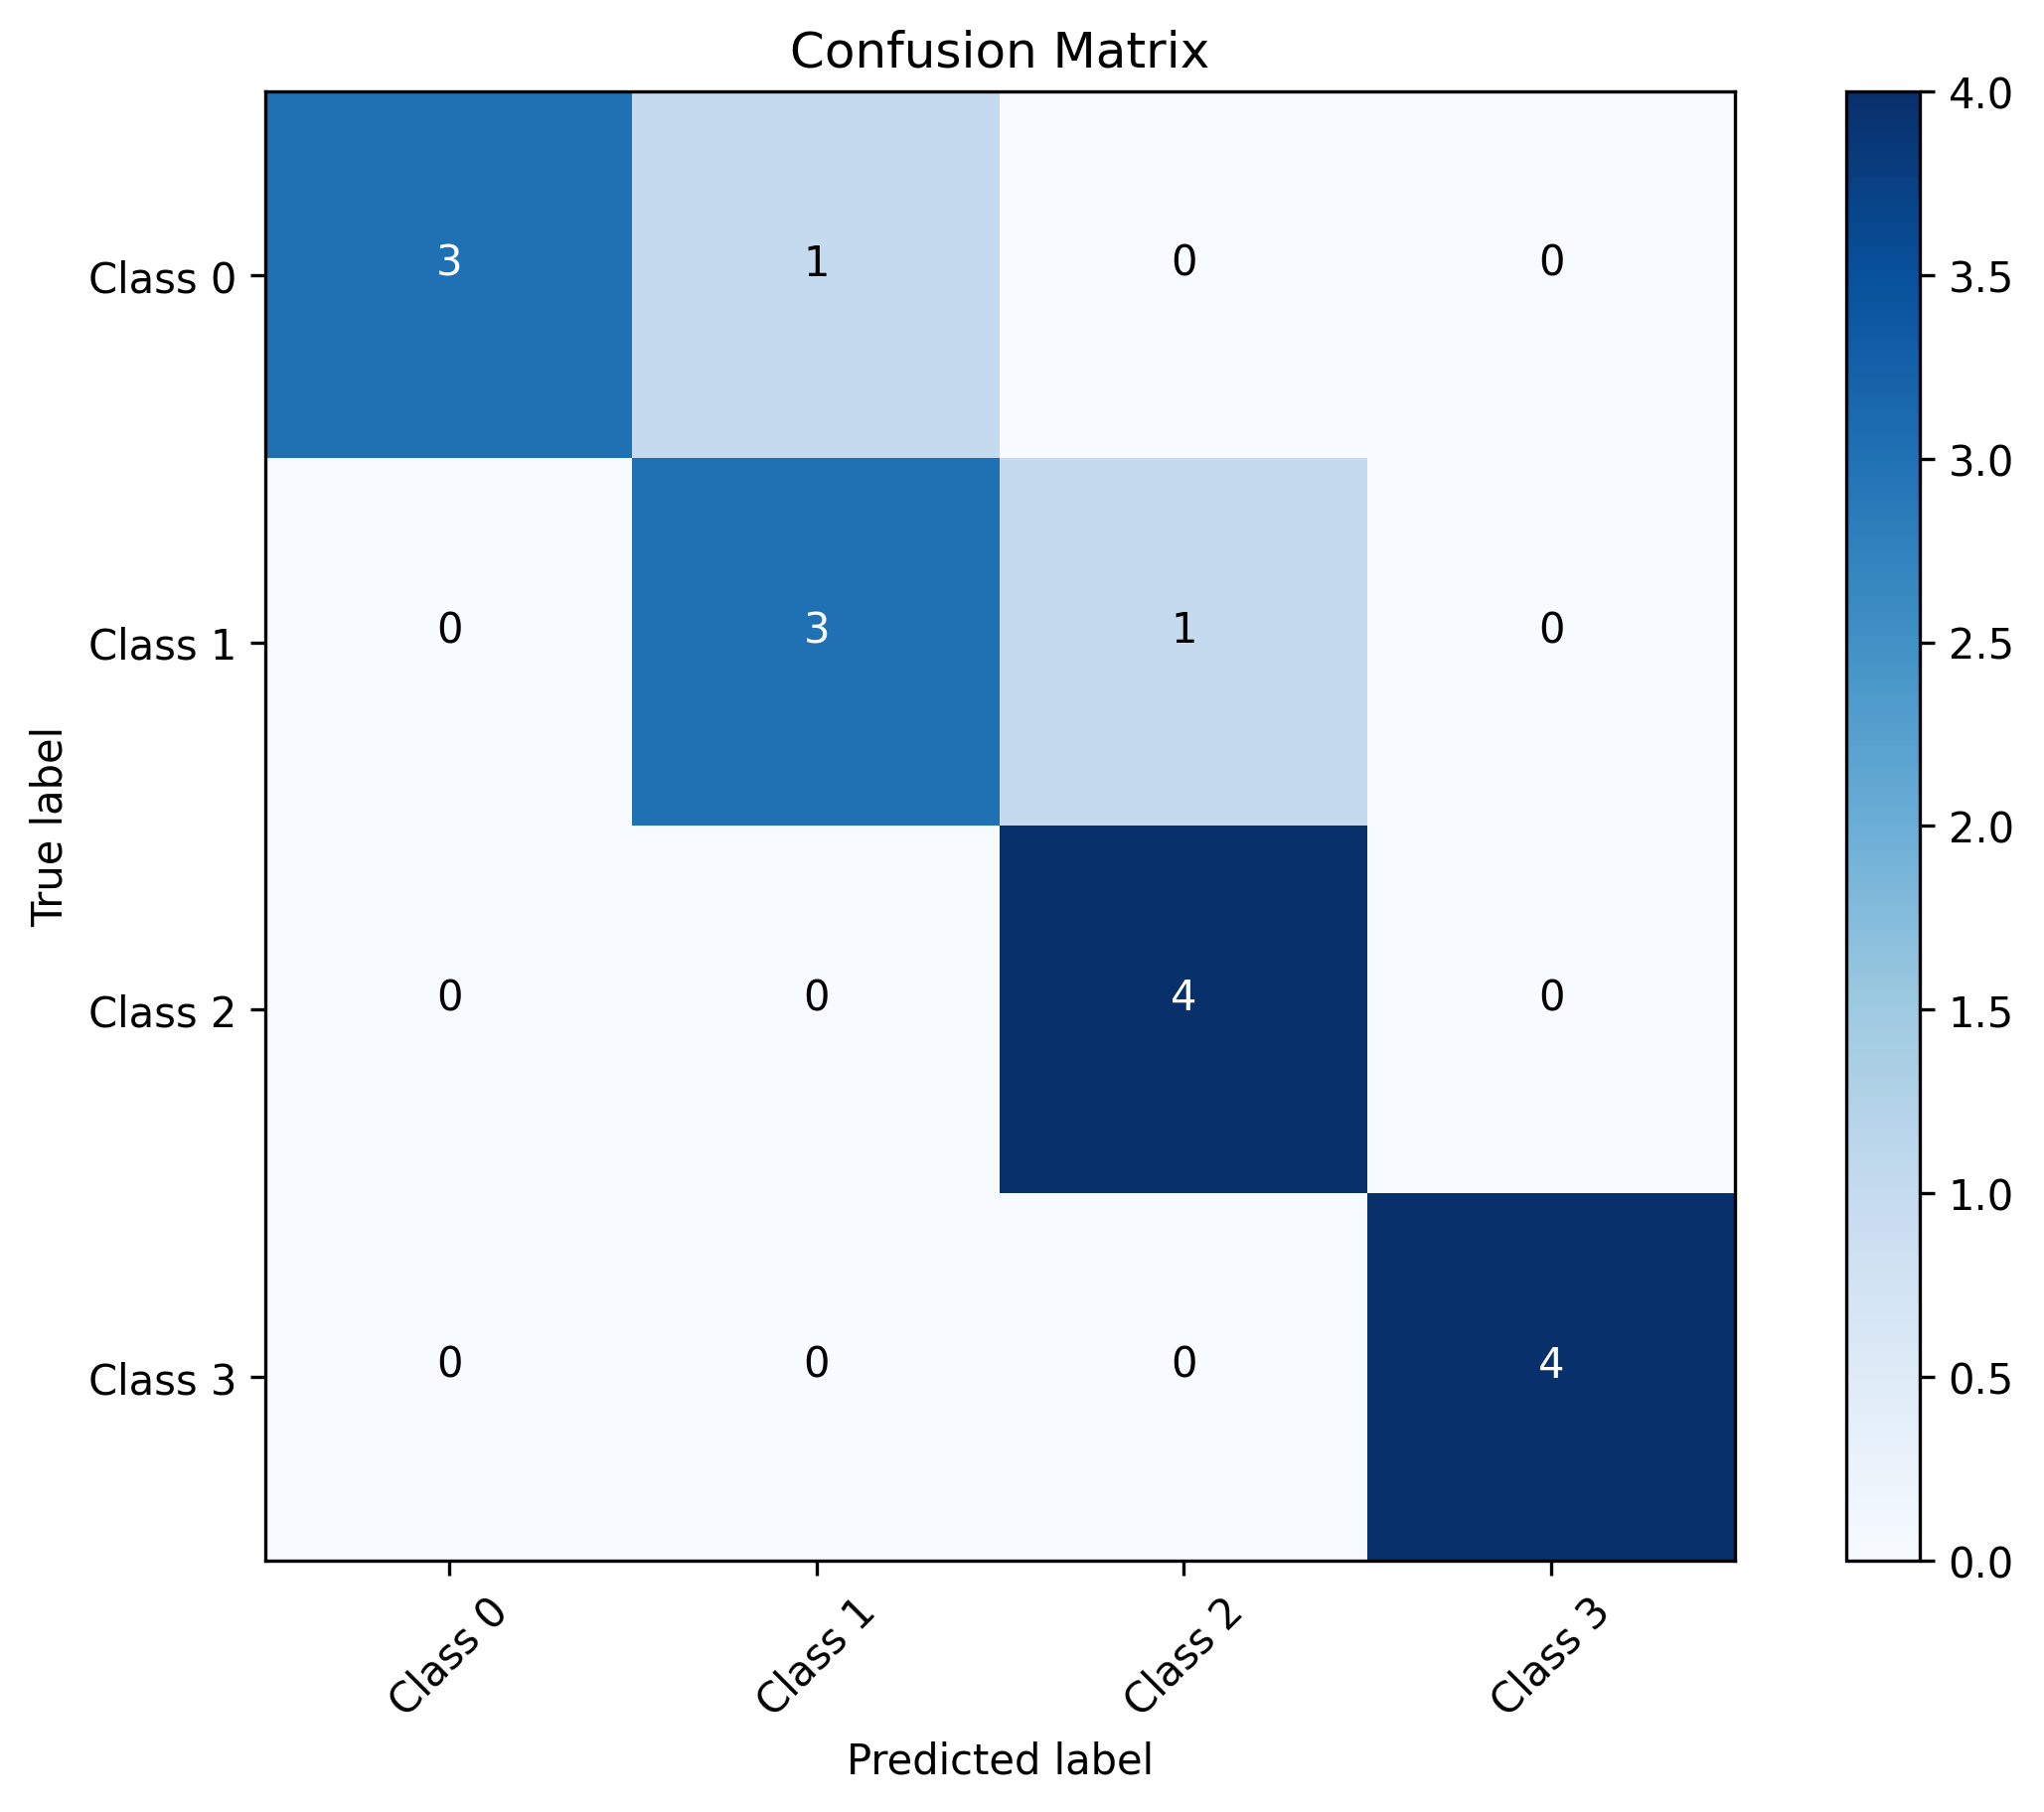 Confusion Matrix
4.0
Class 0 3 1 0 0
3.5
3.0
Class 1 0 3 1 0
2.5
True label
2.0
Class 2 0 0 4 0
1.5
1.0
Class 3 0 0 0 4
0.5
0.0
Class 0 Class 1 Class 2 Class 3
Predicted label